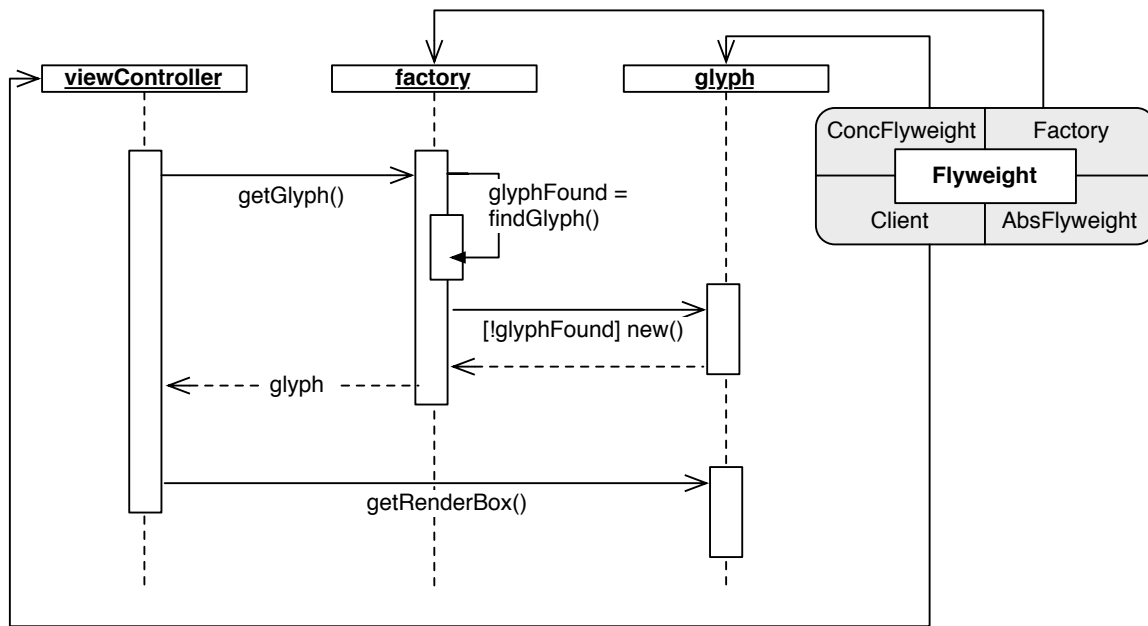 viewController
factory
glyph
ConcFlyweight
Factory
Flyweight
Client
AbsFlyweight
getGlyph()
glyphFound =
findGlyph()
[!glyphFound] new()
glyph
getRenderBox()